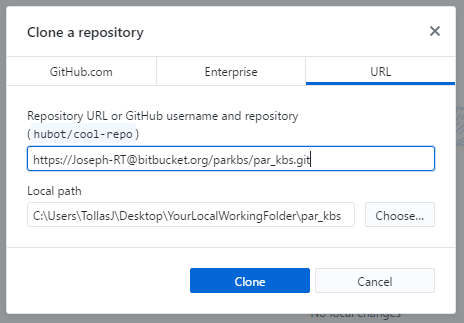 Clone a repository
GitHub.com
Enterprise
URL
Repository URL or GitHub username and repository
(hubot/cool-repo)
https://Joseph-RT@bitbucket.org/parkbs/par_kbs.git
Local path
C:\Users\TollasJ\Desktop\YourLocalWorkingFolder\par_kbs
Choose...
Clone
Cancel
No local changes